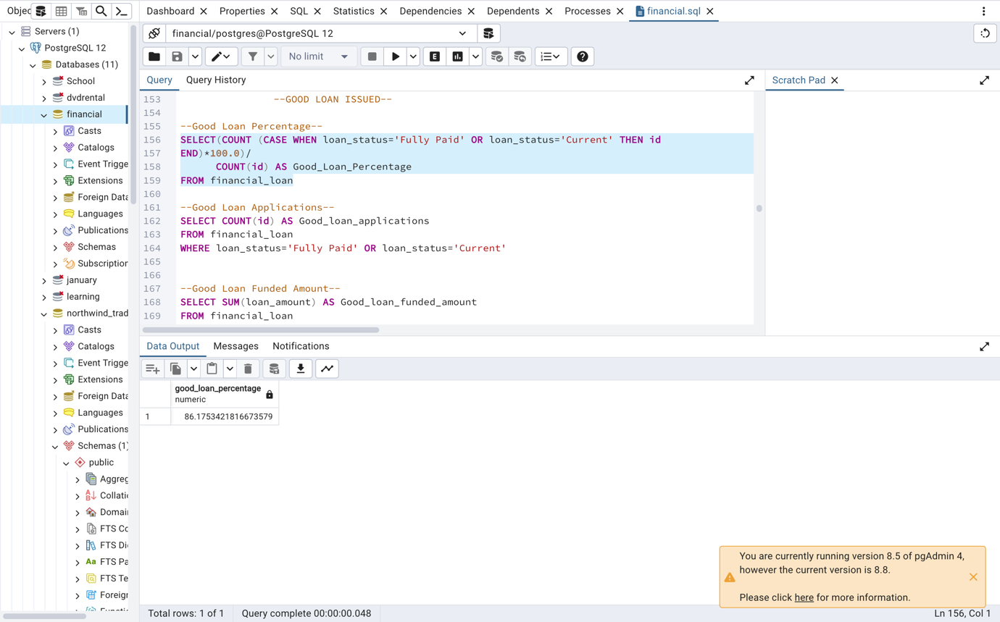 Objec
Dashboard
Properties
SQL
Statistics
Dependencies
Dependents
Processes
financial.sql
Servers (1)
PostgreSQL 12
Databases (11)
School
dvdrental
financial
Casts
Catalogs
Event Trigge
Extensions
Foreign Data
Languages
Publications
Schemas
Subscription
january
learning
northwind_trad
Casts
Catalogs
Event Trigge
Extensions
Foreign Data
Languages
Publications
Schemas (1)
public
Aggreg
Collatio
Domai
FTS Co
FTS Di
Aa FTS Pa
FTS Te
Foreigr
financial/postgres@PostgreSQL 12
No limit
E
Query
Query History
Scratch Pad
153 --GOOD LOAN ISSUED--
154
155 --Good Loan Percentage--
156 SELECT(COUNT (CASE WHEN loan_status='Fully Paid' OR loan_status='Current' THEN id
157 END)*100.0)/
158 COUNT(id) AS Good_Loan_Percentage
159 FROM financial_loan
160
161 --Good Loan Applications--
162 SELECT COUNT(id) AS Good_loan_applications
163 FROM financial_loan
164 WHERE loan_status='Fully Paid' OR loan_status='Current'
165
166
167 --Good Loan Funded Amount--
168 SELECT SUM(loan_amount) AS Good_loan_funded_amount
169 FROM financial_loan
Data Output
Messages
Notifications
good_loan_percentage
numeric
1 86.1753421816673579
You are currently running version 8.5 of pgAdmin 4,
however the current version is 8.8.
Please click here for more information.
Total rows: 1 of 1
Query complete 00:00:00.048
Ln 156, Col 1